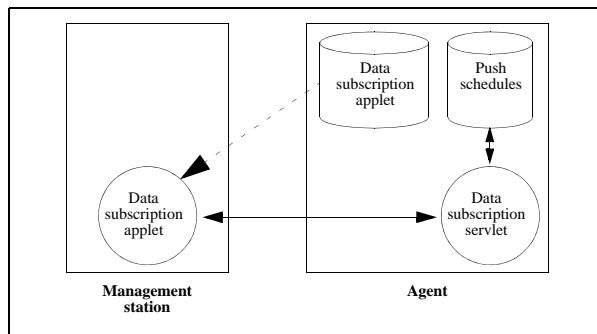 Data
subscription
applet
Push
schedules
Data
subscription
applet
Data
subscription
servlet
Management
station
Agent